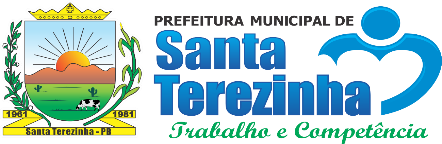 PREFEITURA MUNICIPAL DE
Santa
Terezinha
Trabalho e Competência
1961 1981
Santa Terezinha - PB